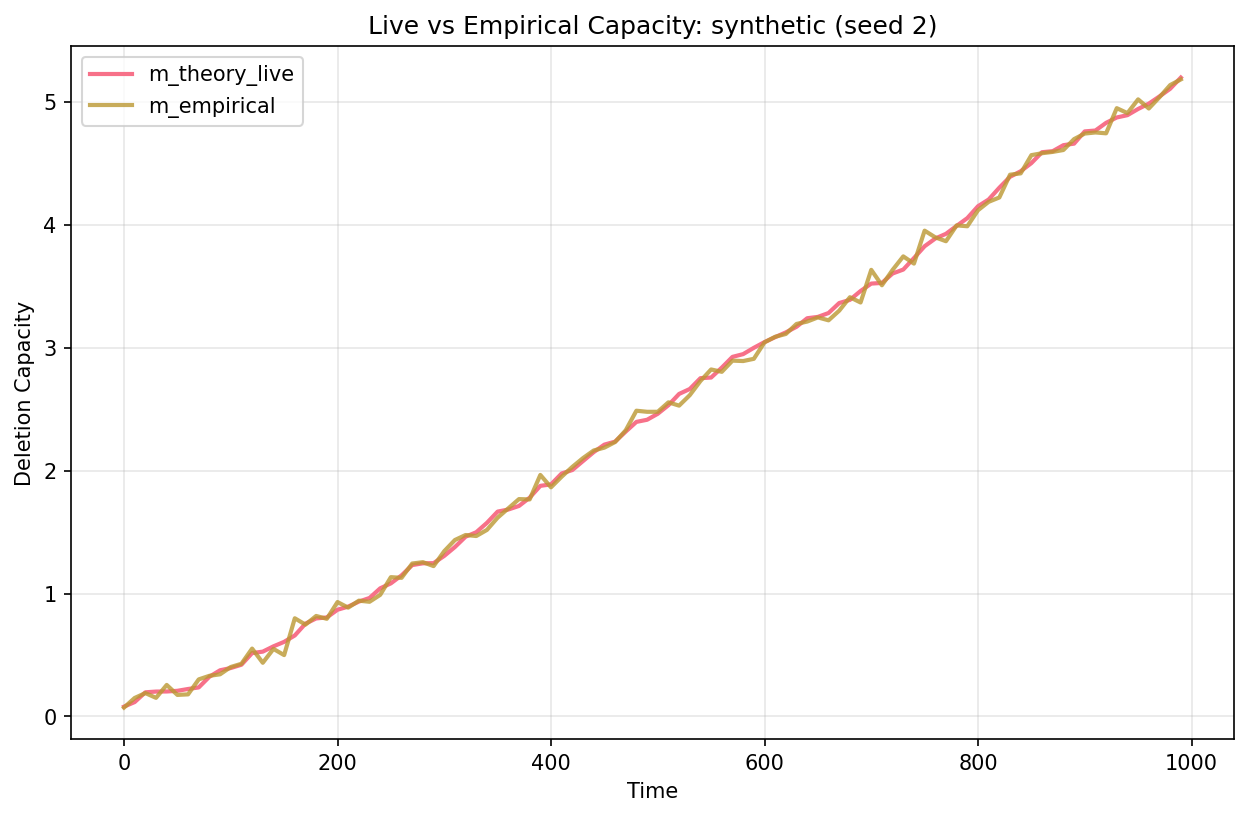 Live vs Empirical Capacity: synthetic (seed 2)
m_theory_live
m_empirical
Deletion Capacity
5
4
3
2
1
0
0 200 400 600 800 1000
Time